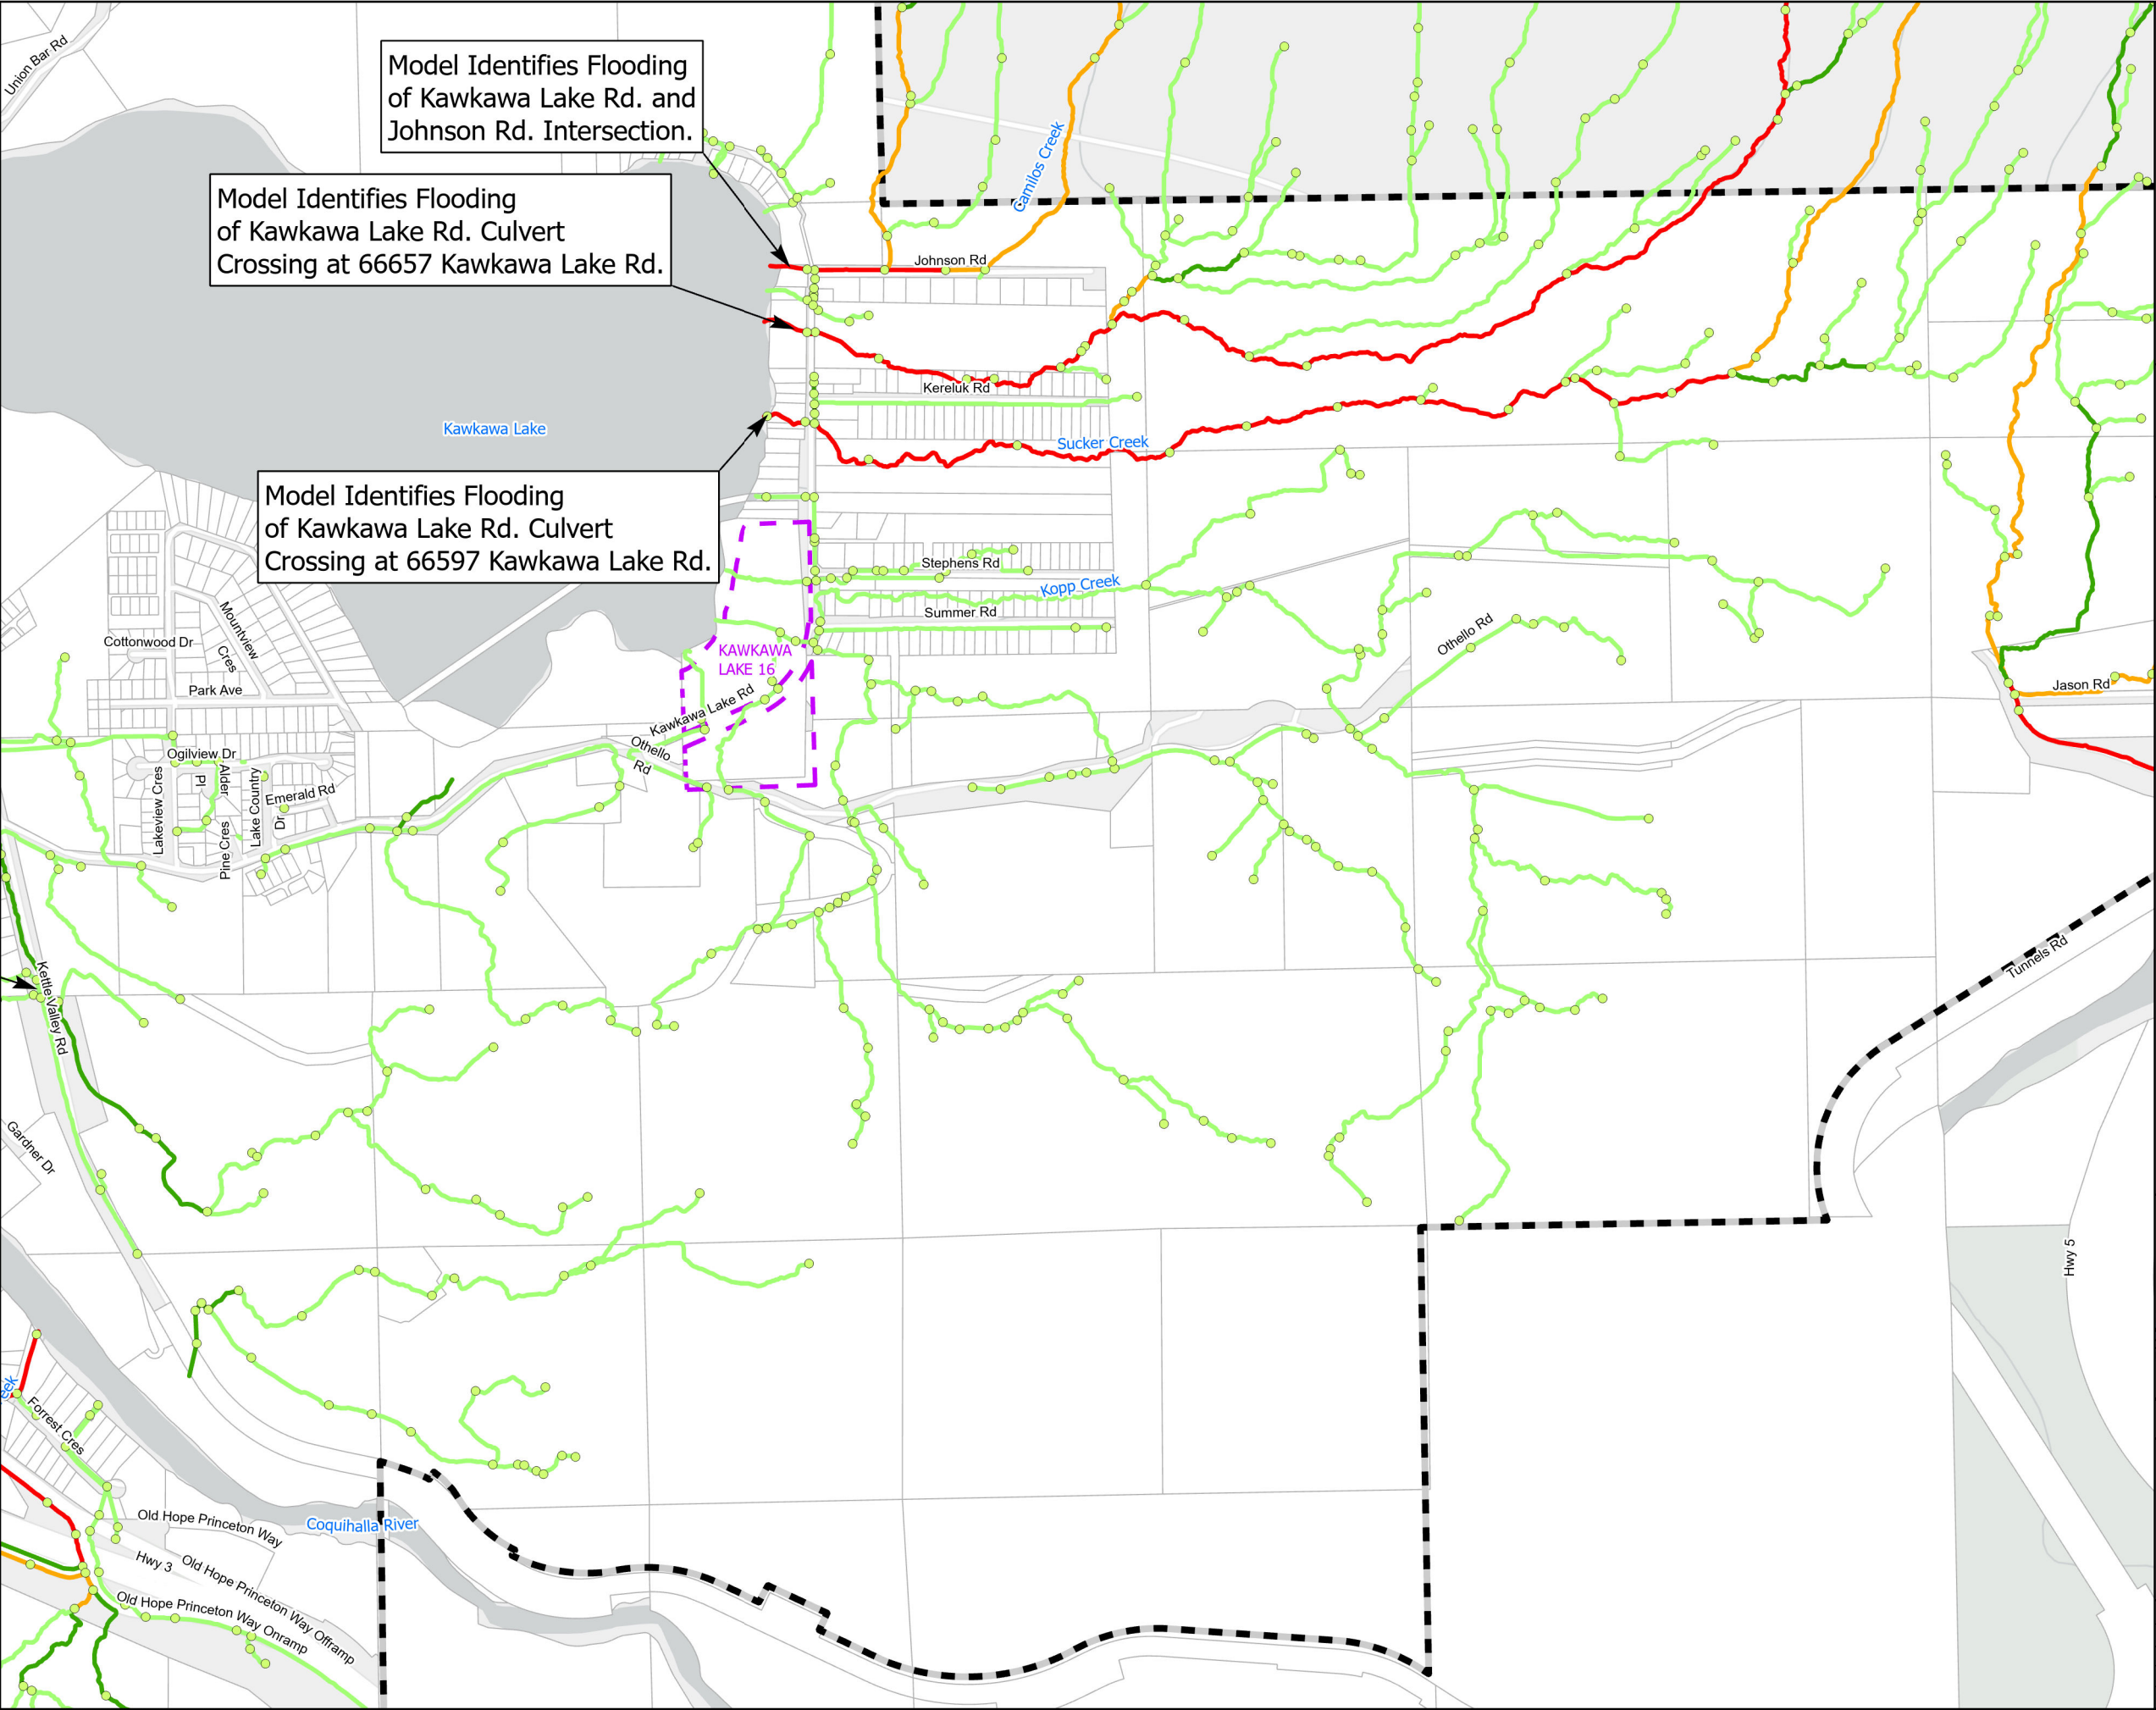 Union Bar Rd
Model Identifies Flooding
of Kawkawa Lake Rd. and
Johnson Rd. Intersection.
Camilos Creek
Model Identifies Flooding
of Kawkawa Lake Rd. Culvert
Crossing at 66657 Kawkawa Lake Rd.
Johnson Rd
Kereluk Rd
Kawkawa Lake
Sucker Creek
Model Identifies Flooding
of Kawkawa Lake Rd. Culvert
Crossing at 66597 Kawkawa Lake Rd.
Stephens Rd
Kopp Creek
Summer Rd
Othello Rd
Mountview
Cres
Cottonwood Dr
KAWKAWA
LAKE 16
Park Ave
Kawkawa Lake Rd
Jason Rd
Othello
Rd
Ogilview Dr
Lakeview Cres
Alder
Pl
Pine Cres
Lake Country
Dr
Emerald Rd
Tunnels Rd
Kettle Valley Rd
Gardner Dr
Hwy 5
eek
Forrest Cres
Coquihalla River
Old Hope Princeton Way
Hwy 3
Old Hope Princeton Way Offramp
Old Hope Princeton Way Onramp